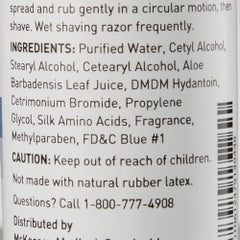 spread and rub gently in a circular motion, then
shave. Wet shaving razor frequently.
INGREDIENTS: Purified Water, Cetyl Alcohol,
Stearyl Alcohol, Cetearyl Alcohol, Aloe
Barbadensis Leaf Juice, DMDM Hydantoin,
Cetrimonium Bromide, Propylene
Glycol, Silk Amino Acids, Fragrance,
Methylparaben, FD&C Blue #1
CAUTION: Keep out of reach of children.
Not made with natural rubber latex.
Questions? Call 1-800-777-4908
Distributed by